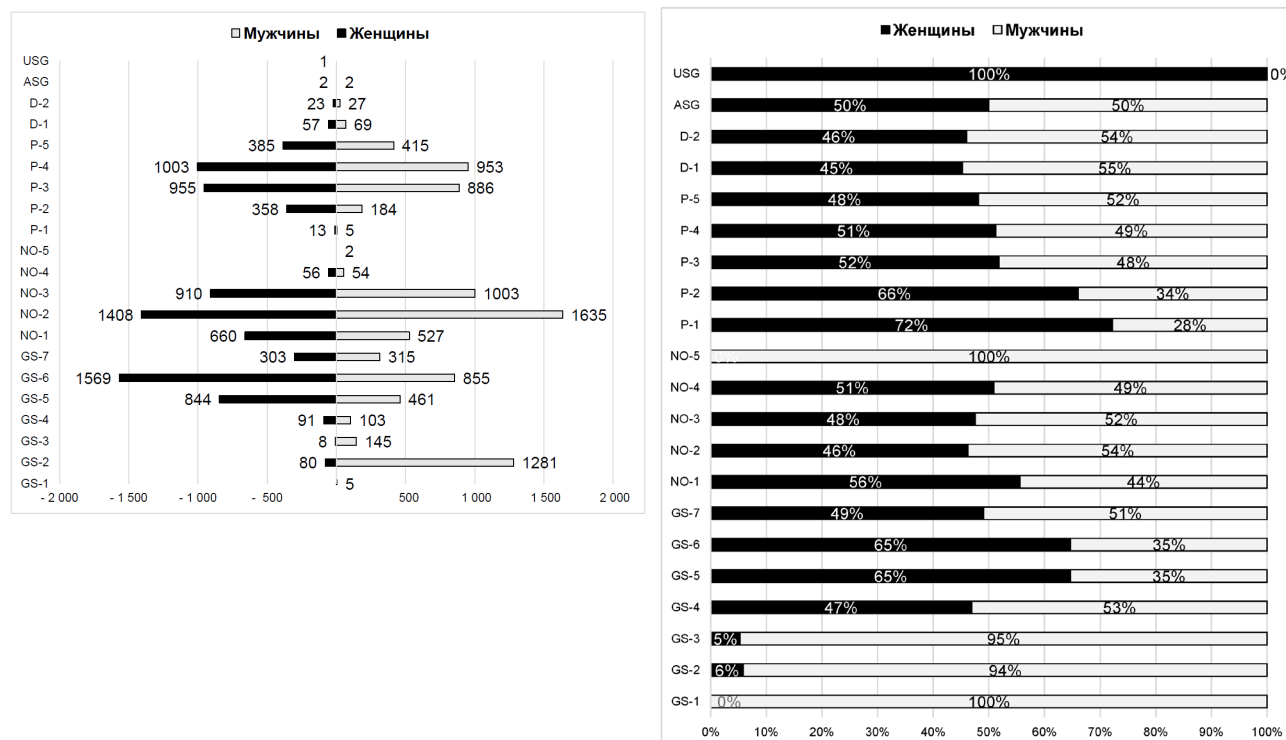 Мужчины Женщины
USG 1
ASG 2 2
D-2 23 27
D-1 57 69
P-5 385 415
P-4 1003 953
P-3 955 886
P-2 358 184
P-1 13 5
NO-5 2
NO-4 56 54
NO-3 910 1003
NO-2 1408 1635
NO-1 660 527
GS-7 303 315
GS-6 1569 855
GS-5 844 461
GS-4 91 103
GS-3 8 145
GS-2 80 1281
GS-1 5
- 2 000 - 1 500 - 1 000 - 500 500 1 000 1 500 2 000
Женщины Мужчины
USG 100% 0%
ASG 50% 50%
D-2 46% 54%
D-1 45% 55%
P-5 48% 52%
P-4 51% 49%
P-3 52% 48%
P-2 66% 34%
P-1 72% 28%
NO-5 0% 100%
NO-4 51% 49%
NO-3 48% 52%
NO-2 46% 54%
NO-1 56% 44%
GS-7 49% 51%
GS-6 65% 35%
GS-5 65% 35%
GS-4 47% 53%
GS-3 5% 95%
GS-2 6% 94%
GS-1 0% 100%
0% 10% 20% 30% 40% 50% 60% 70% 80% 90% 100%